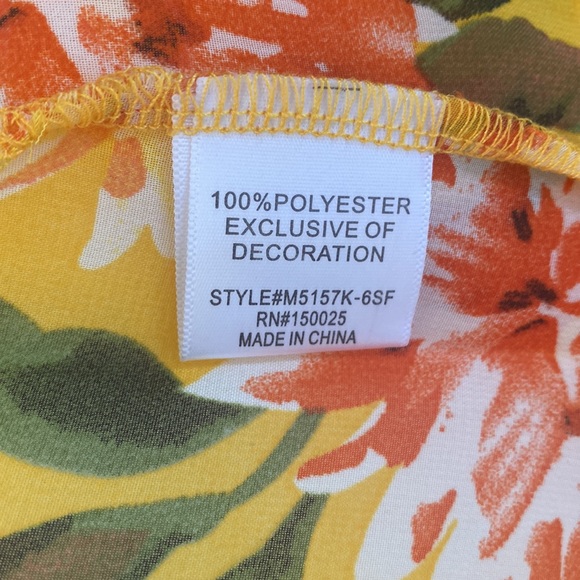 100%POLYESTER
EXCLUSIVE OF
DECORATION
STYLE#M5157K-6SF
RN#150025
MADE IN CHINA